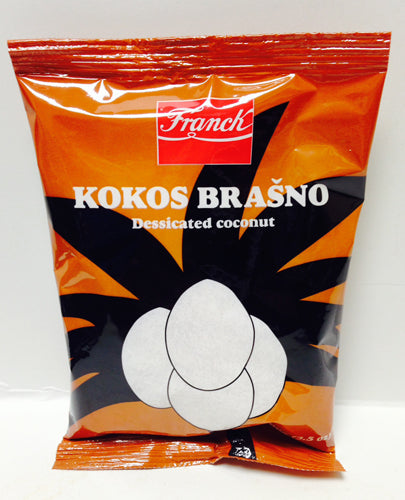 Franck
KOKOS BRAŠNO
Dessicated coconut